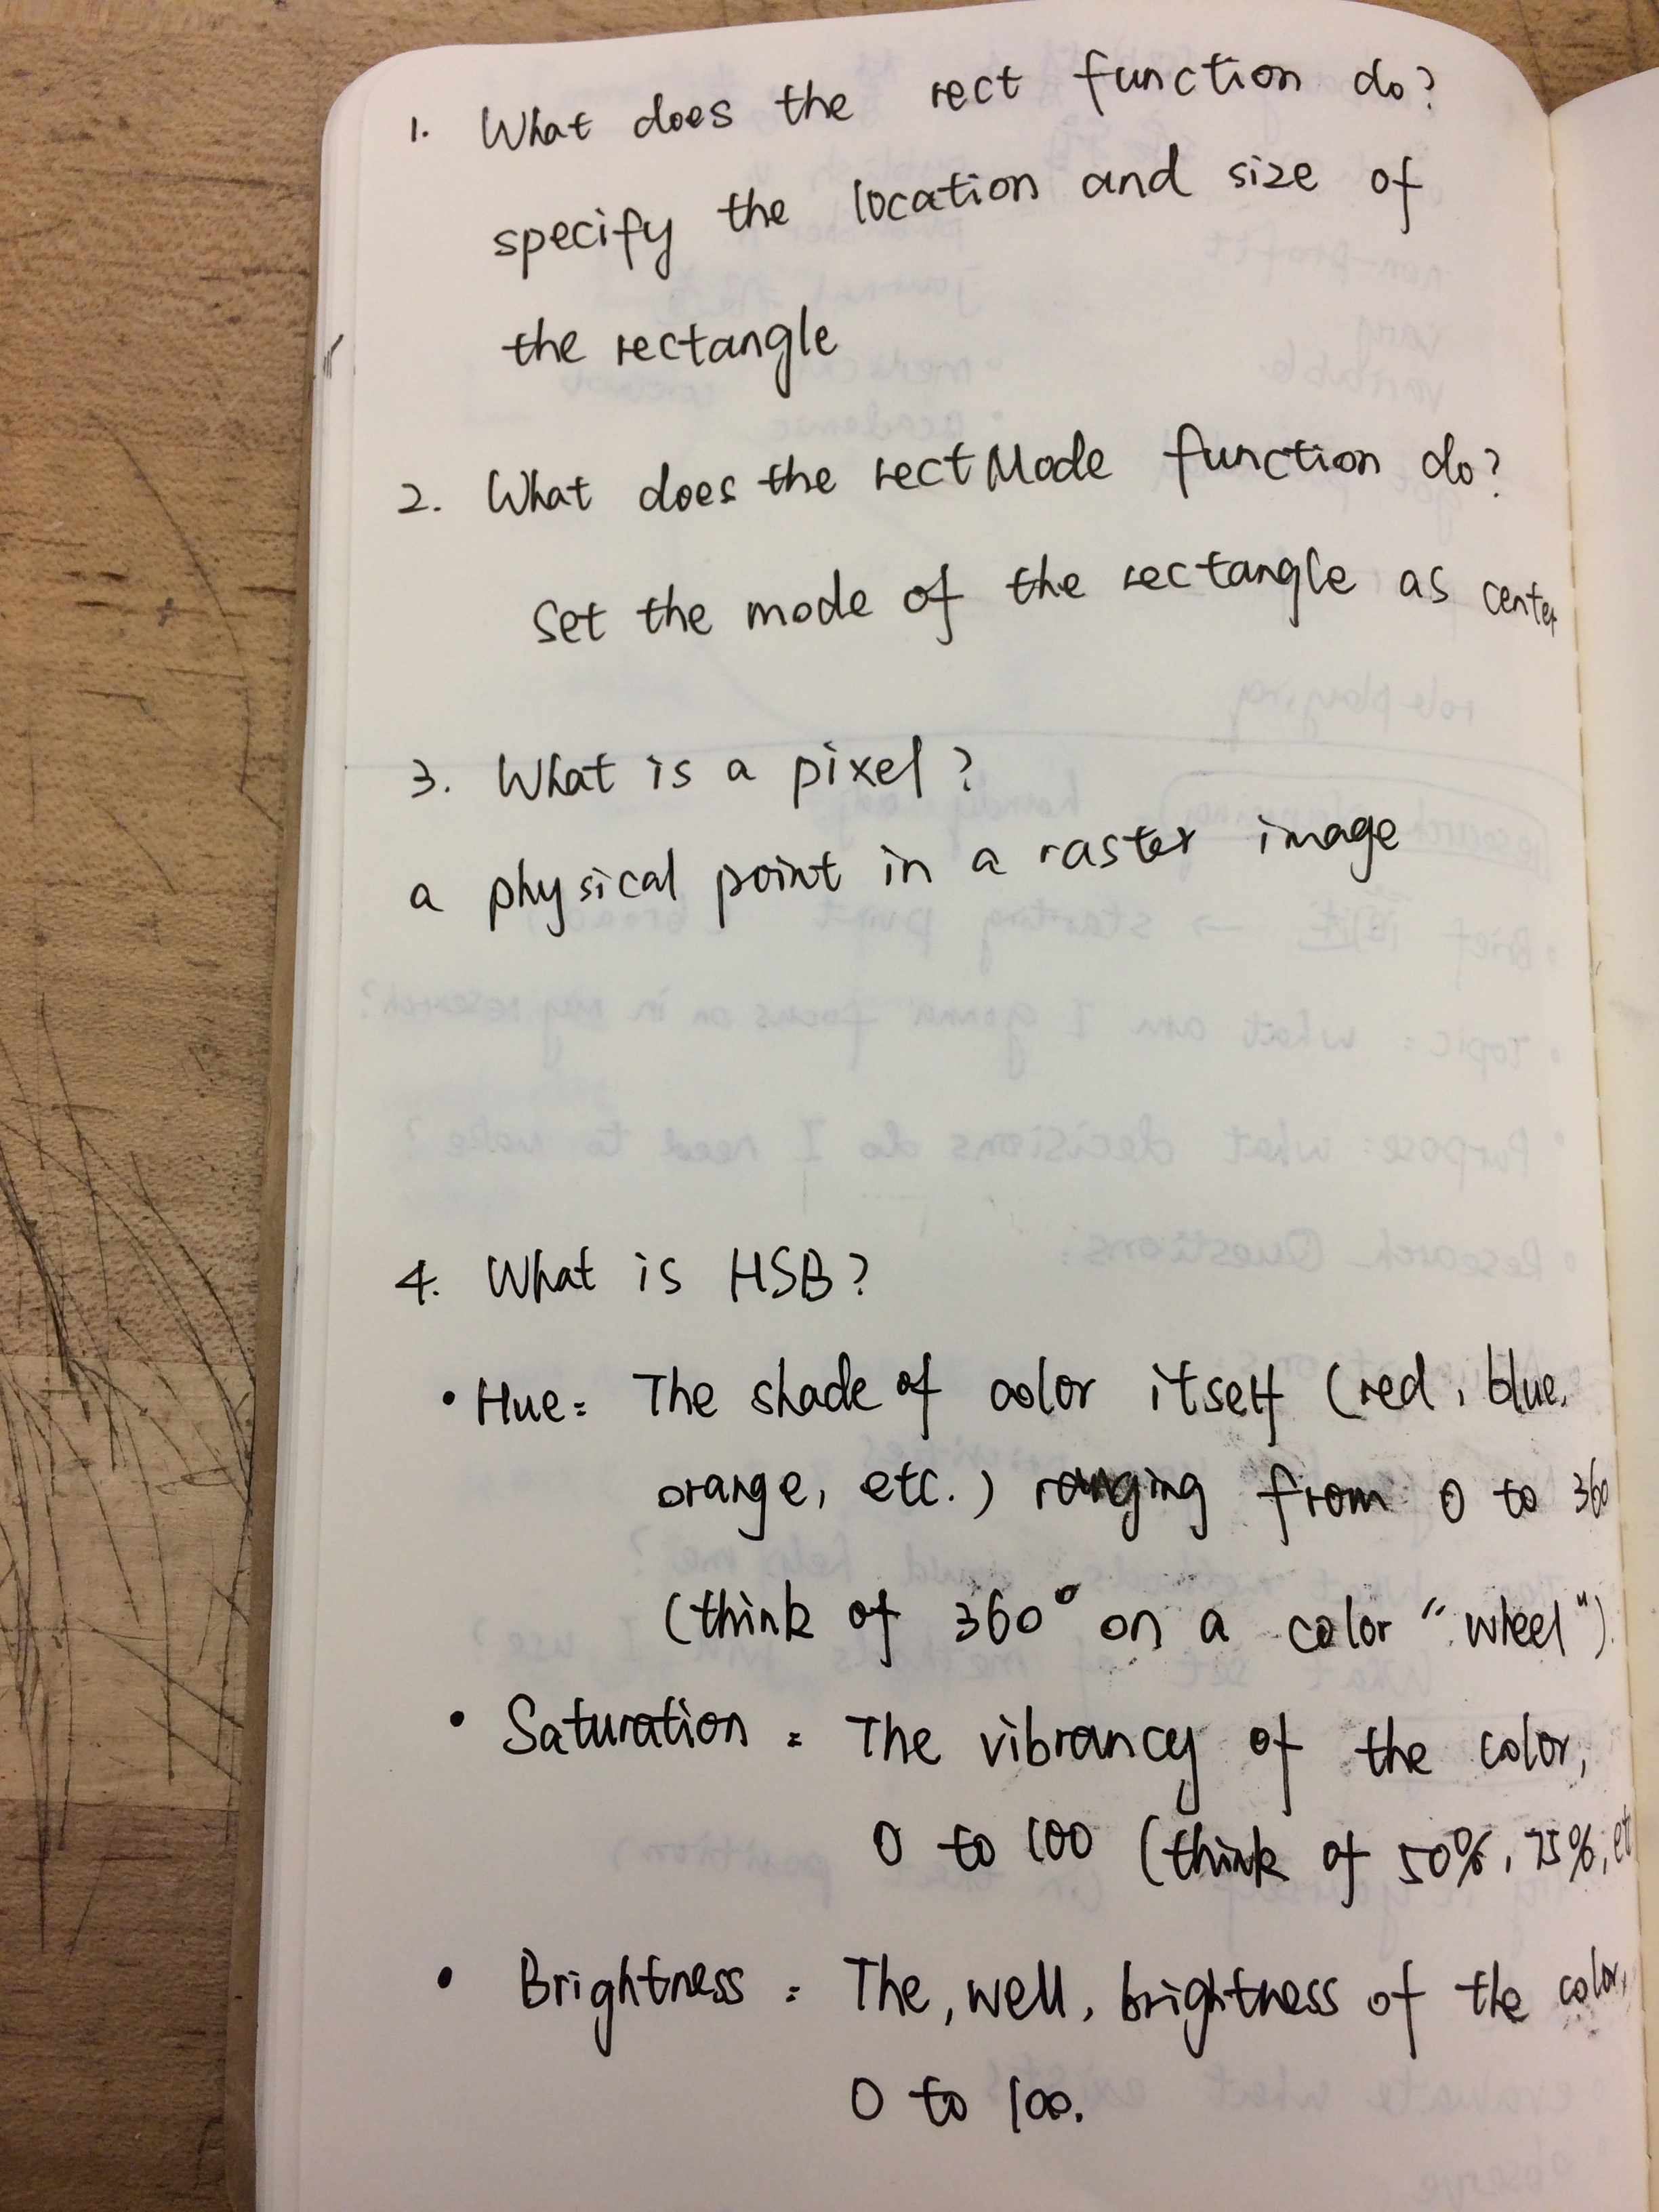 1. What does the rect function do?
specify the location and size of
the rectangle
2. What does the rectMode function do?
Set the mode of the rectangle as center
3. What is a pixel?
a physical point in a raster image
4. What is HSB?
• Hue: The shade of color itself (red, blue,
orange, etc.) ranging from 0 to 360
(think of 360° on a color "wheel").
• Saturation: The vibrancy of the color,
0 to 100 (think of 50%, 75%, et
• Brightness: The, well, brightness of the color,
0 to 100.